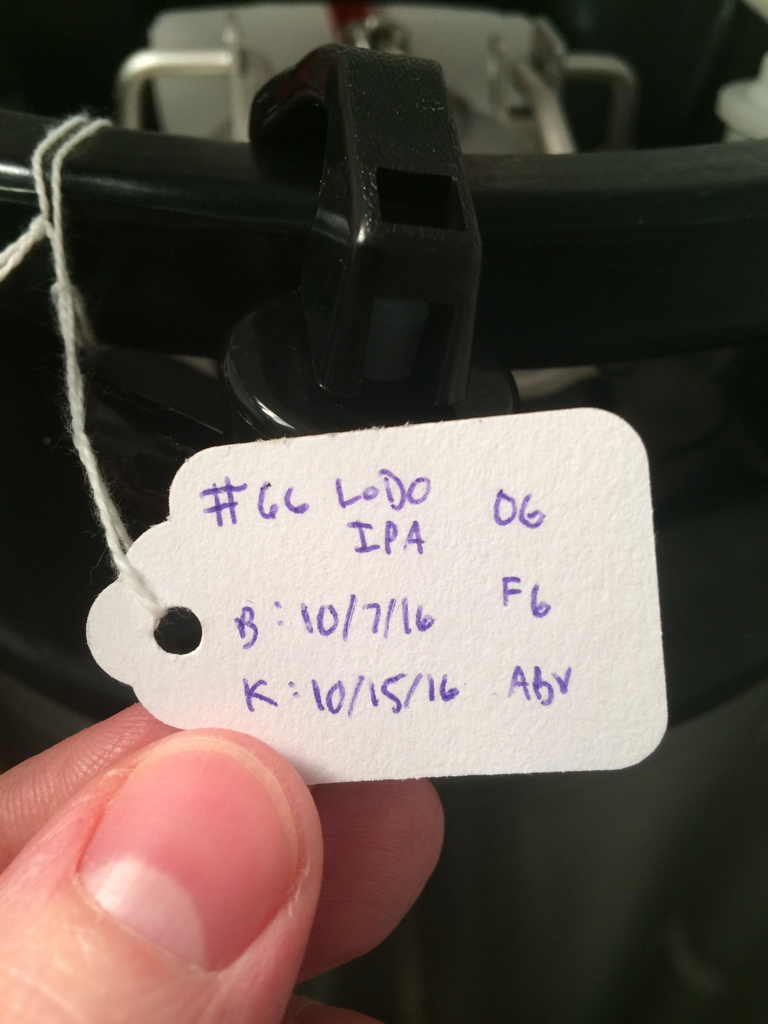 #66 LoDO OG
IPA
B: 10/7/16 FG
K: 10/15/16 ABV